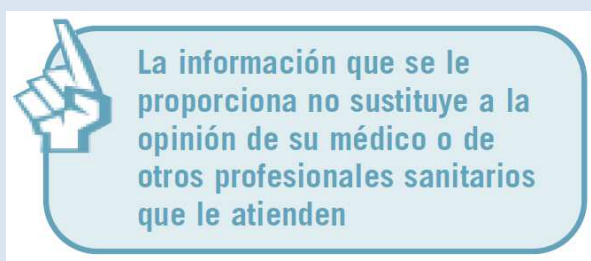 La información que se le
proporciona no sustituye a la
opinión de su médico o de
otros profesionales sanitarios
que le atienden